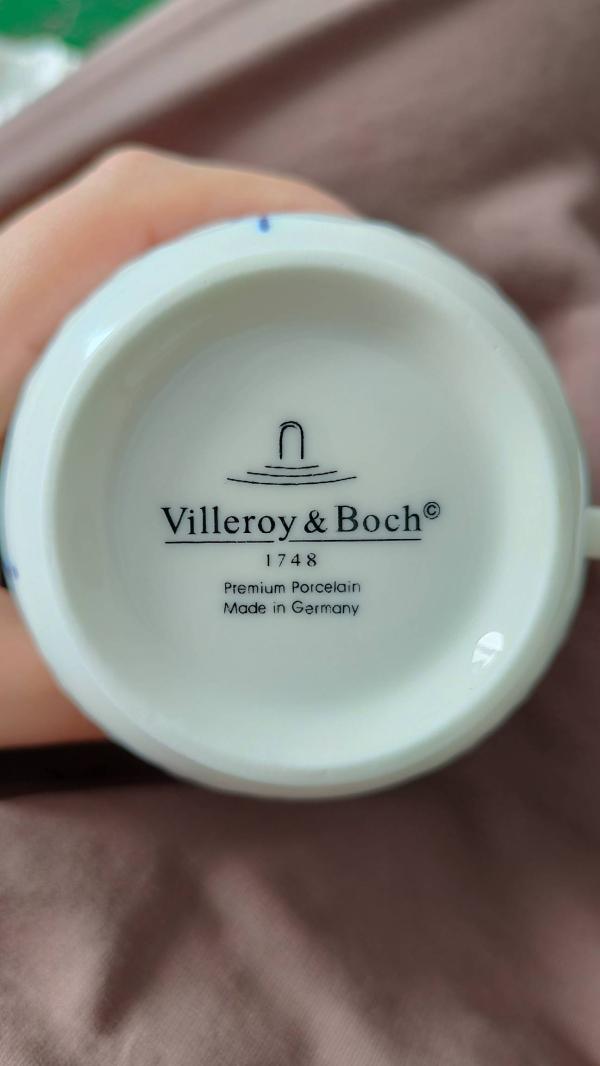 Villeroy & Boch©
1748
Premium Porcelain
Made in Germany